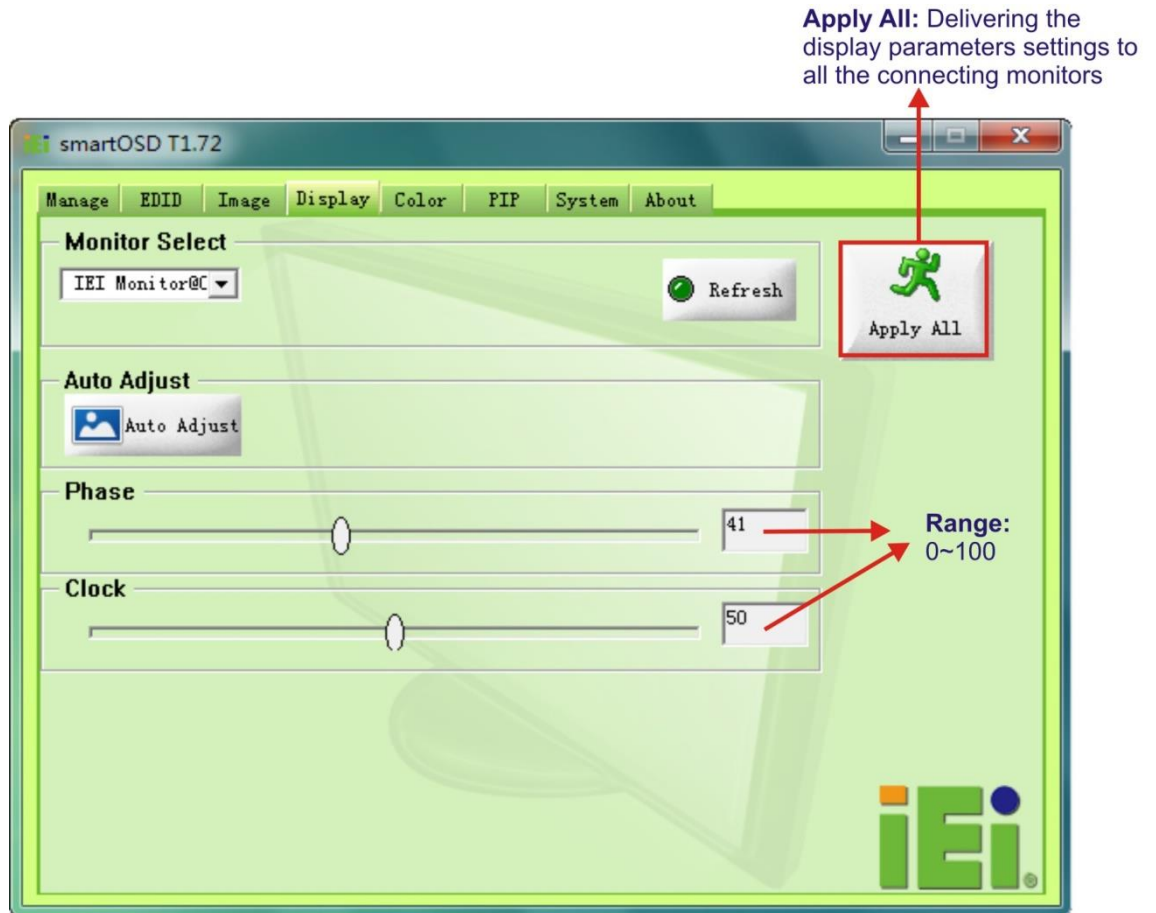 Apply All: Delivering the
display parameters settings to
all the connecting monitors
smartOSD T1.72
Manage EDID Image Display Color PIP System About
Monitor Select
IEI Monitor@C
Refresh
Apply All
Auto Adjust
Auto Adjust
Phase
41
Range:
0~100
Clock
50
iEi®